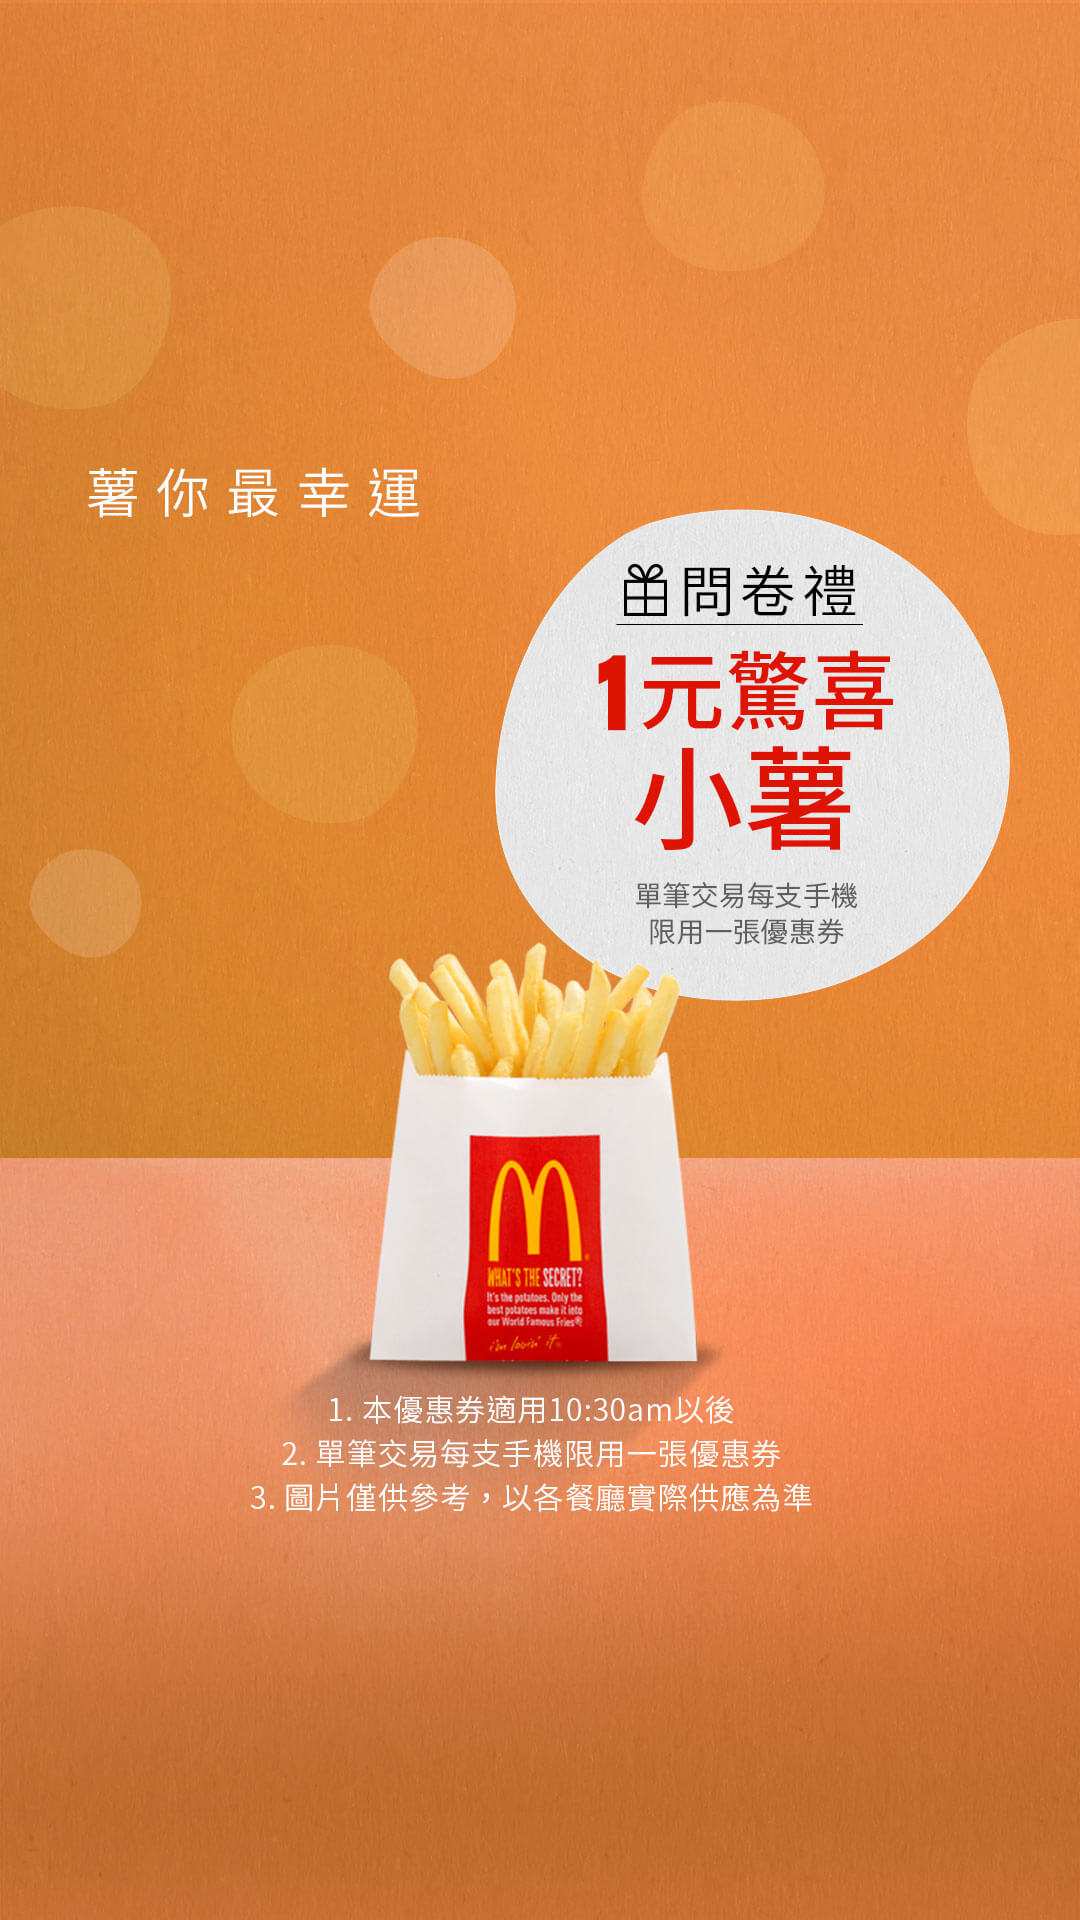 薯你最幸運
問卷禮
1元驚喜
小薯
單筆交易每支手機
限用一張優惠券
WHAT'S THE SECRET?
It's the potatoes. Only the
best potatoes make it into
our World Famous Fries®
i'm lovin' it
1. 本優惠券適用10:30am以後
2. 單筆交易每支手機限用一張優惠券
3. 圖片僅供參考，以各餐廳實際供應為準